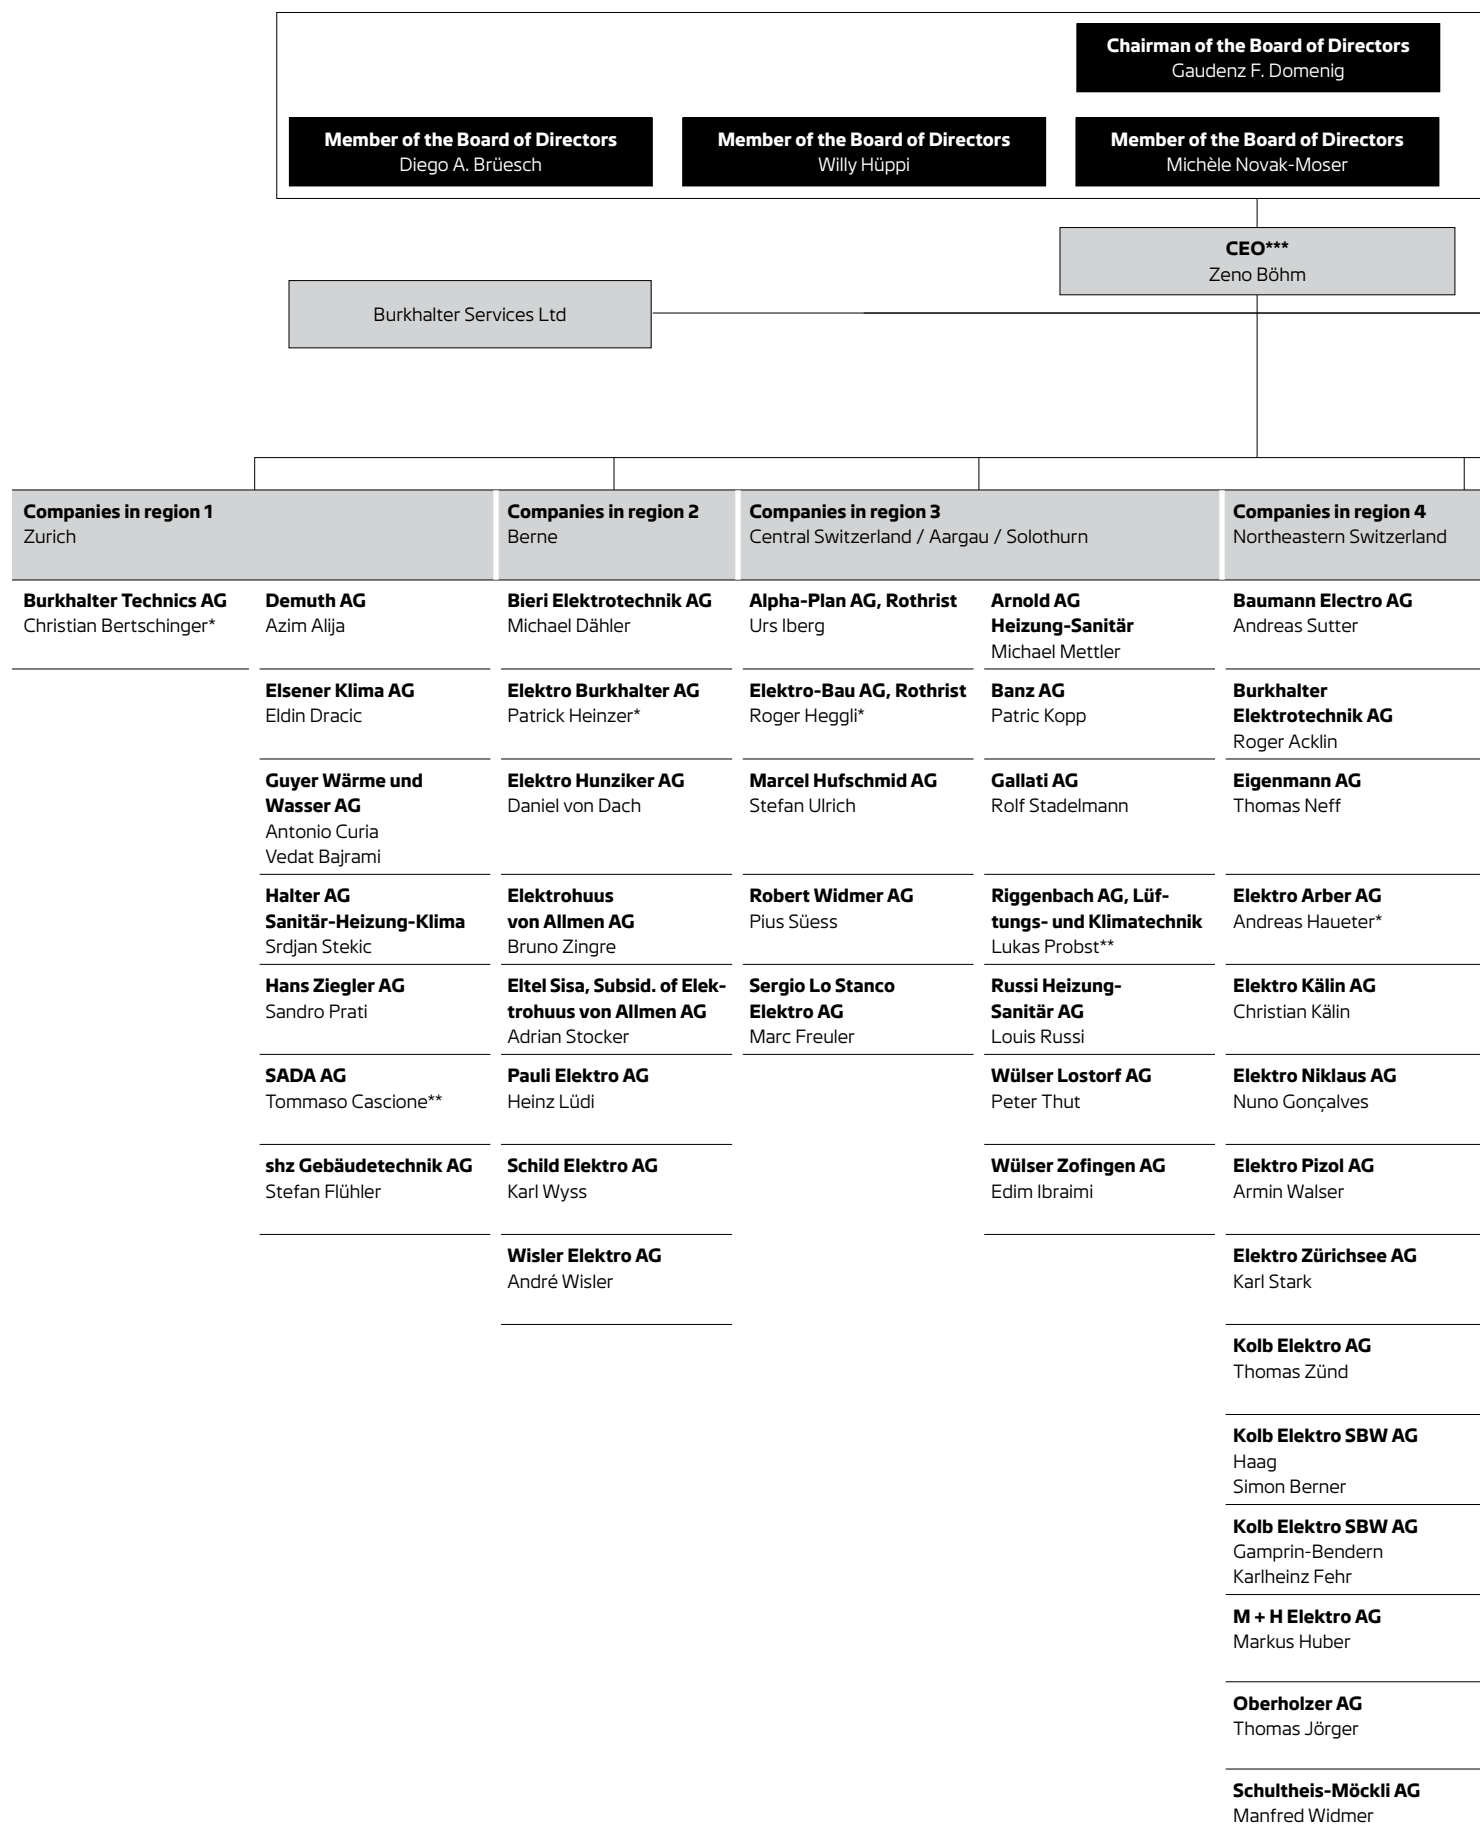 Chairman of the Board of Directors
Gaudenz F. Domenig
Member of the Board of Directors
Diego A. Brüesch
Member of the Board of Directors
Willy Hüppi
Member of the Board of Directors
Michèle Novak-Moser
CEO***
Zeno Böhm
Burkhalter Services Ltd
Companies in region 1
Zurich
Companies in region 2
Berne
Companies in region 3
Central Switzerland / Aargau / Solothurn
Companies in region 4
Northeastern Switzerland
Burkhalter Technics AG
Christian Bertschinger*
Demuth AG
Azim Alija
Elsener Klima AG
Eldin Dracic
Guyer Wärme und
Wasser AG
Antonio Curia
Vedat Bajrami
Halter AG
Sanitär-Heizung-Klima
Srdjan Stekic
Hans Ziegler AG
Sandro Prati
SADA AG
Tommaso Cascione**
shz Gebäudetechnik AG
Stefan Flühler
Bieri Elektrotechnik AG
Michael Dähler
Elektro Burkhalter AG
Patrick Heinzer*
Elektro Hunziker AG
Daniel von Dach
Elektrohuus
von Allmen AG
Bruno Zingre
Eltel Sisa, Subsid. of Elek-
trohuus von Allmen AG
Adrian Stocker
Pauli Elektro AG
Heinz Lüdi
Schild Elektro AG
Karl Wyss
Wisler Elektro AG
André Wisler
Alpha-Plan AG, Rothrist
Urs Iberg
Elektro-Bau AG, Rothrist
Roger Heggli*
Marcel Hufschmid AG
Stefan Ulrich
Robert Widmer AG
Pius Süess
Sergio Lo Stanco
Elektro AG
Marc Freuler
Arnold AG
Heizung-Sanitär
Michael Mettler
Banz AG
Patric Kopp
Gallati AG
Rolf Stadelmann
Riggenbach AG, Lüf-
tungs- und Klimatechnik
Lukas Probst**
Russi Heizung-
Sanitär AG
Louis Russi
Wülser Lostorf AG
Peter Thut
Wülser Zofingen AG
Edim Ibraimi
Baumann Electro AG
Andreas Sutter
Burkhalter
Elektrotechnik AG
Roger Acklin
Eigenmann AG
Thomas Neff
Elektro Arber AG
Andreas Haueter*
Elektro Kälin AG
Christian Kälin
Elektro Niklaus AG
Nuno Gonçalves
Elektro Pizol AG
Armin Walser
Elektro Zürichsee AG
Karl Stark
Kolb Elektro AG
Thomas Zünd
Kolb Elektro SBW AG
Haag
Simon Berner
Kolb Elektro SBW AG
Gamprin-Bendern
Karlheinz Fehr
M + H Elektro AG
Markus Huber
Oberholzer AG
Thomas Jörger
Schultheis-Möckli AG
Manfred Widmer